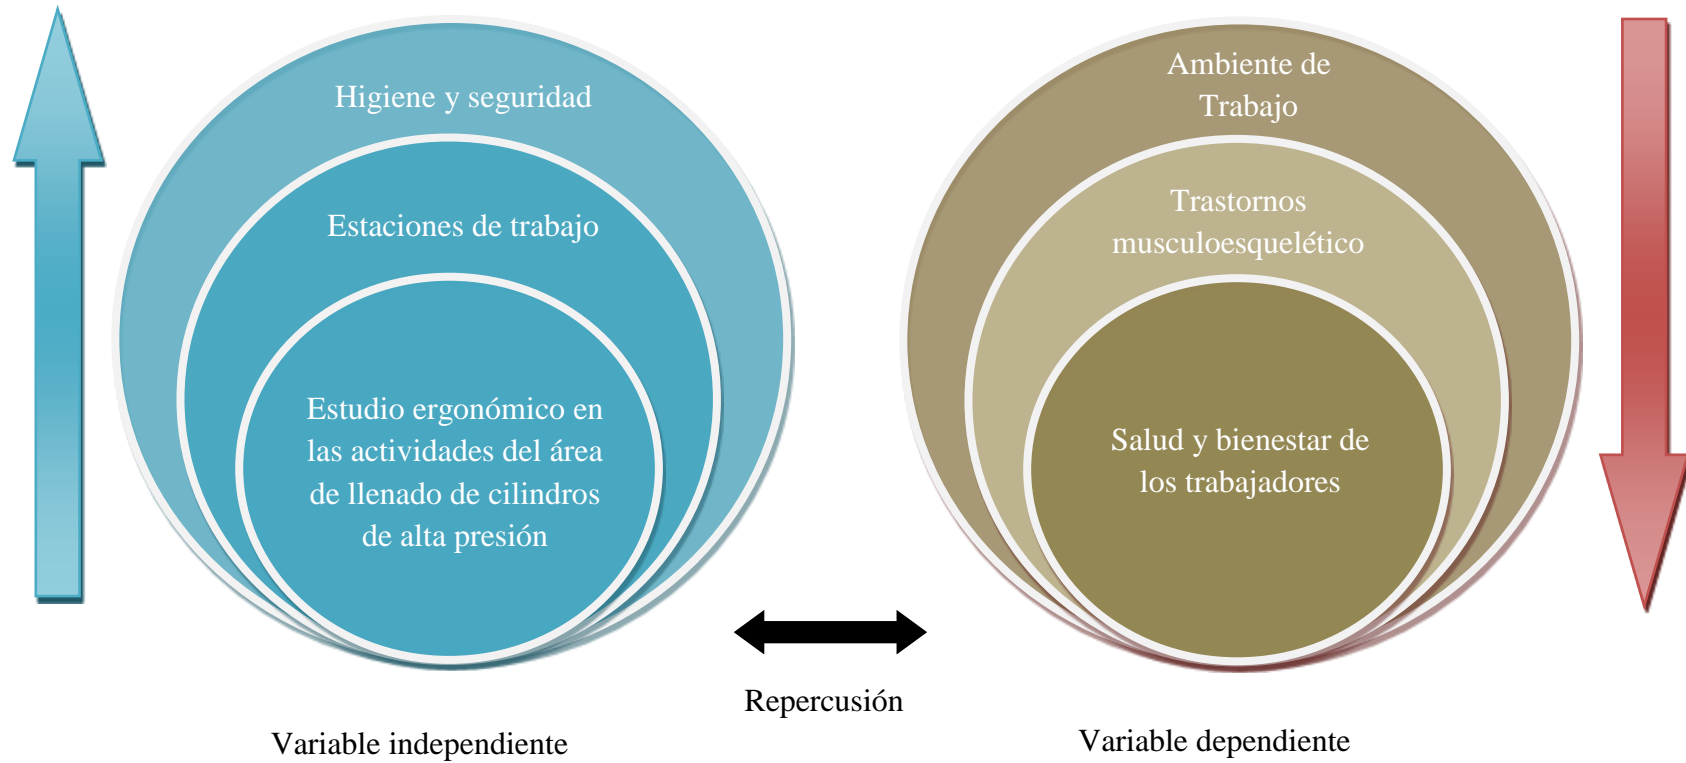 Higiene y seguridad
Estaciones de trabajo
Estudio ergonómico en
las actividades del área
de llenado de cilindros
de alta presión
Ambiente de
Trabajo
Trastornos
musculoesquelético
Salud y bienestar de
los trabajadores
Repercusión
Variable independiente
Variable dependiente